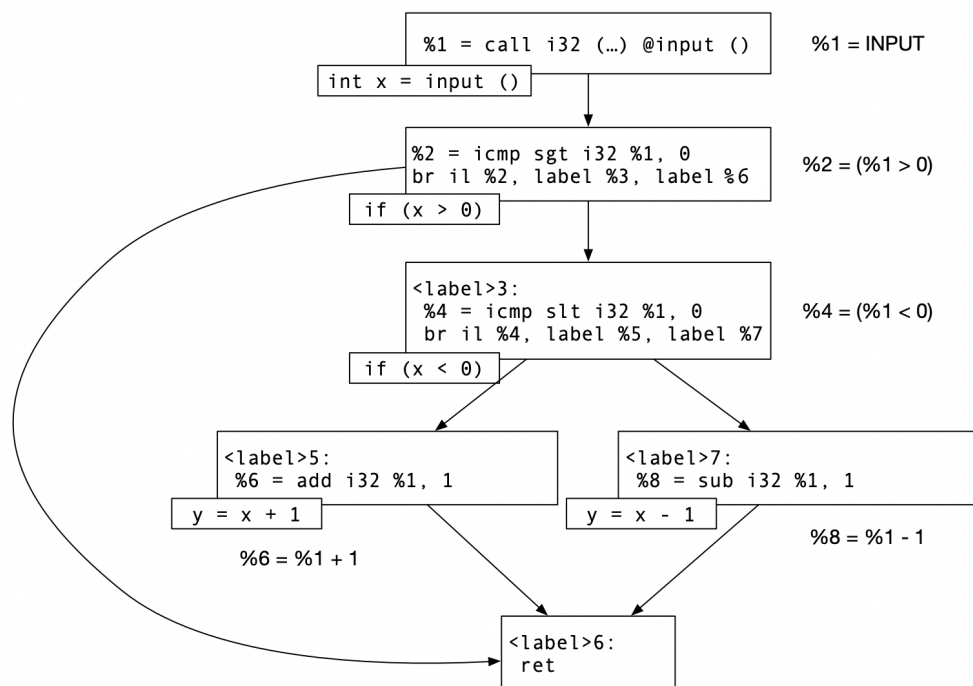 %1 = call i32 (…) @input ()
%1 = INPUT
int x = input ()
%2 = icmp sgt i32 %1, 0
br il %2, label %3, label %6
%2 = (%1 > 0)
if (x > 0)
<label>3:
%4 = icmp slt i32 %1, 0
br il %4, label %5, label %7
%4 = (%1 < 0)
if (x < 0)
<label>5:
%6 = add i32 %1, 1
y = x + 1
%6 = %1 + 1
<label>7:
%8 = sub i32 %1, 1
y = x - 1
%8 = %1 - 1
<label>6:
ret